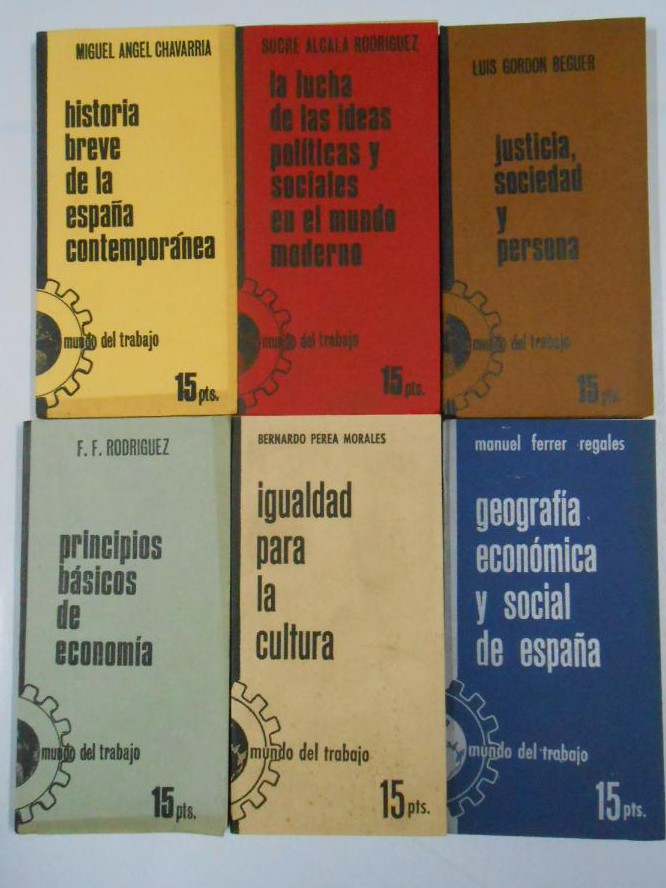 MIGUEL ANGEL CHAVARRIA
historia
breve
de la
españa
contemporánea
mundo del trabajo
15 pts.
SUCRE ALCALA RODRIGUEZ
la lucha
de las ideas
políticas y
sociales
en el mundo
moderno
mundo del trabajo
15 pts.
LUIS GORDON BEGUER
justicia,
sociedad
y
persona
mundo del trabajo
15 pts.
F. F. RODRIGUEZ
principios
básicos
de
economía
mundo del trabajo
15 pts.
BERNARDO PEREA MORALES
igualdad
para
la
cultura
mundo del trabajo
15 pts.
manuel ferrer regales
geografía
económica
y social
de españa
mundo del trabajo
15 pts.